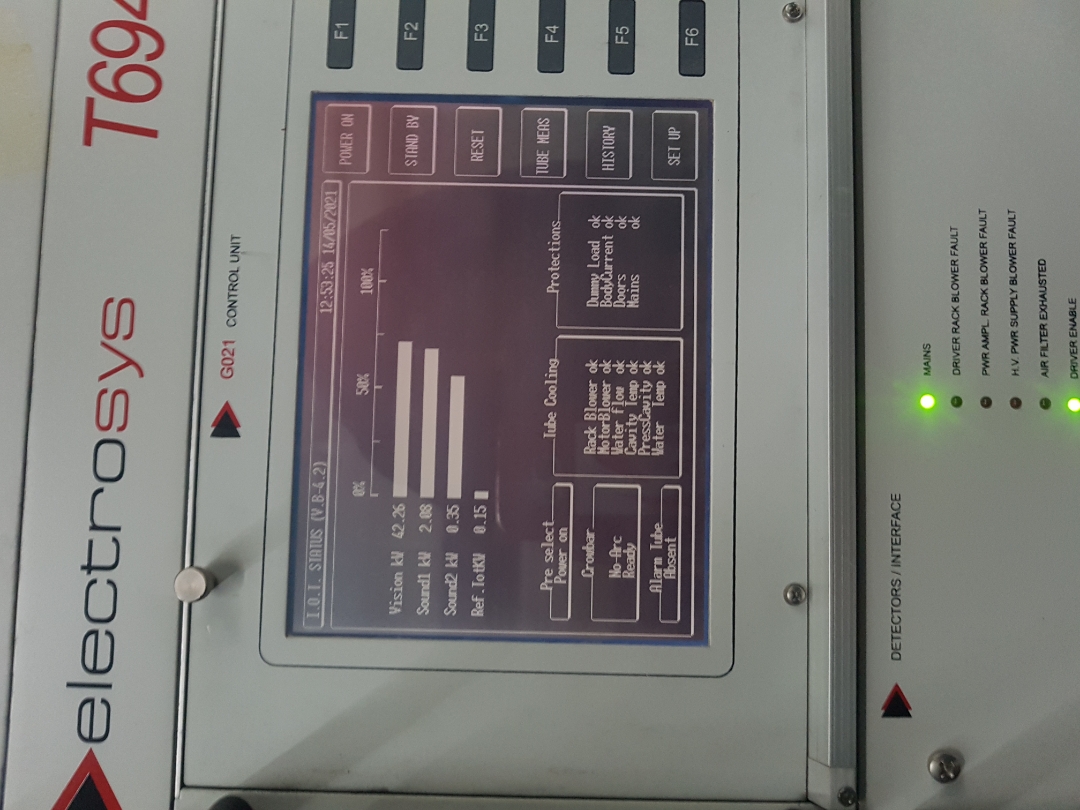 electrosys
T694
G021 CONTROL UNIT
I.O.T. STATUS (V.B-4.2) 12:53:25 14/05/2021
0% 50% 100%
Vision kW 42.26
Sound1 kW 2.08
Sound2 kW 0.35
Ref.TotKW 0.15
Pre select
Power on
Crowbar
No-Arc
Ready
Alarm Tube
Absent
Tube Cooling
Rack Blower ok
MotorBlower ok
Water flow ok
Cavity Temp ok
PressCavity ok
Water Temp ok
Protections
Dummy Load ok
BodyCurrent ok
Doors ok
Mains ok
POWER ON
STAND BY
RESET
TUBE MEAS
HISTORY
SET UP
F1
F2
F3
F4
F5
F6
DETECTORS / INTERFACE
MAINS
DRIVER RACK BLOWER FAULT
PWR AMPL. RACK BLOWER FAULT
H.V. PWR SUPPLY BLOWER FAULT
AIR FILTER EXHAUSTED
DRIVER ENABLE